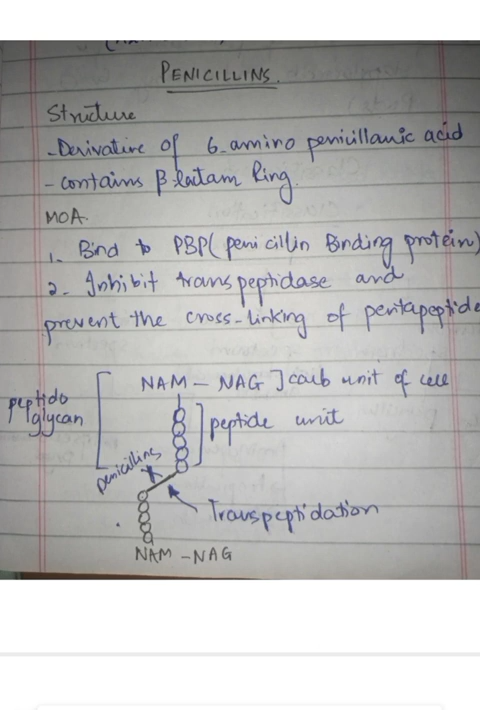 PENICILLINS.
Structure
- Derivative of 6-amino penicillanic acid
- contains β-lactam Ring.
MOA.
1. Bind to PBP (penicillin Binding protein)
2. Inhibit transpeptidase and
prevent the cross-linking of pentapeptide
peptido
glycan
NAM - NAG ] carb unit of cell
peptide unit
penicillins
Transpeptidation
NAM - NAG